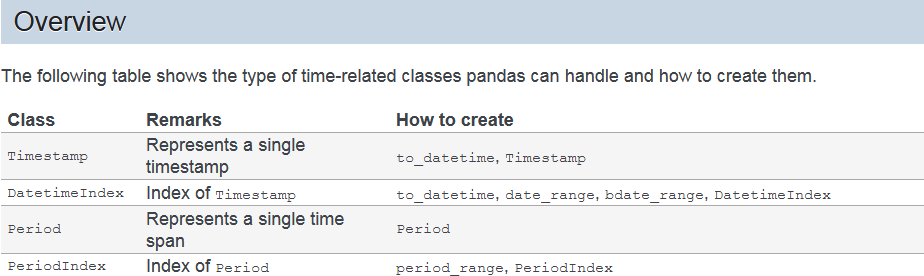 Overview
The following table shows the type of time-related classes pandas can handle and how to create them.
Class Remarks How to create
Timestamp Represents a single timestamp to_datetime, Timestamp
DatetimeIndex Index of Timestamp to_datetime, date_range, bdate_range, DatetimeIndex
Period Represents a single time span Period
PeriodIndex Index of Period period_range, PeriodIndex